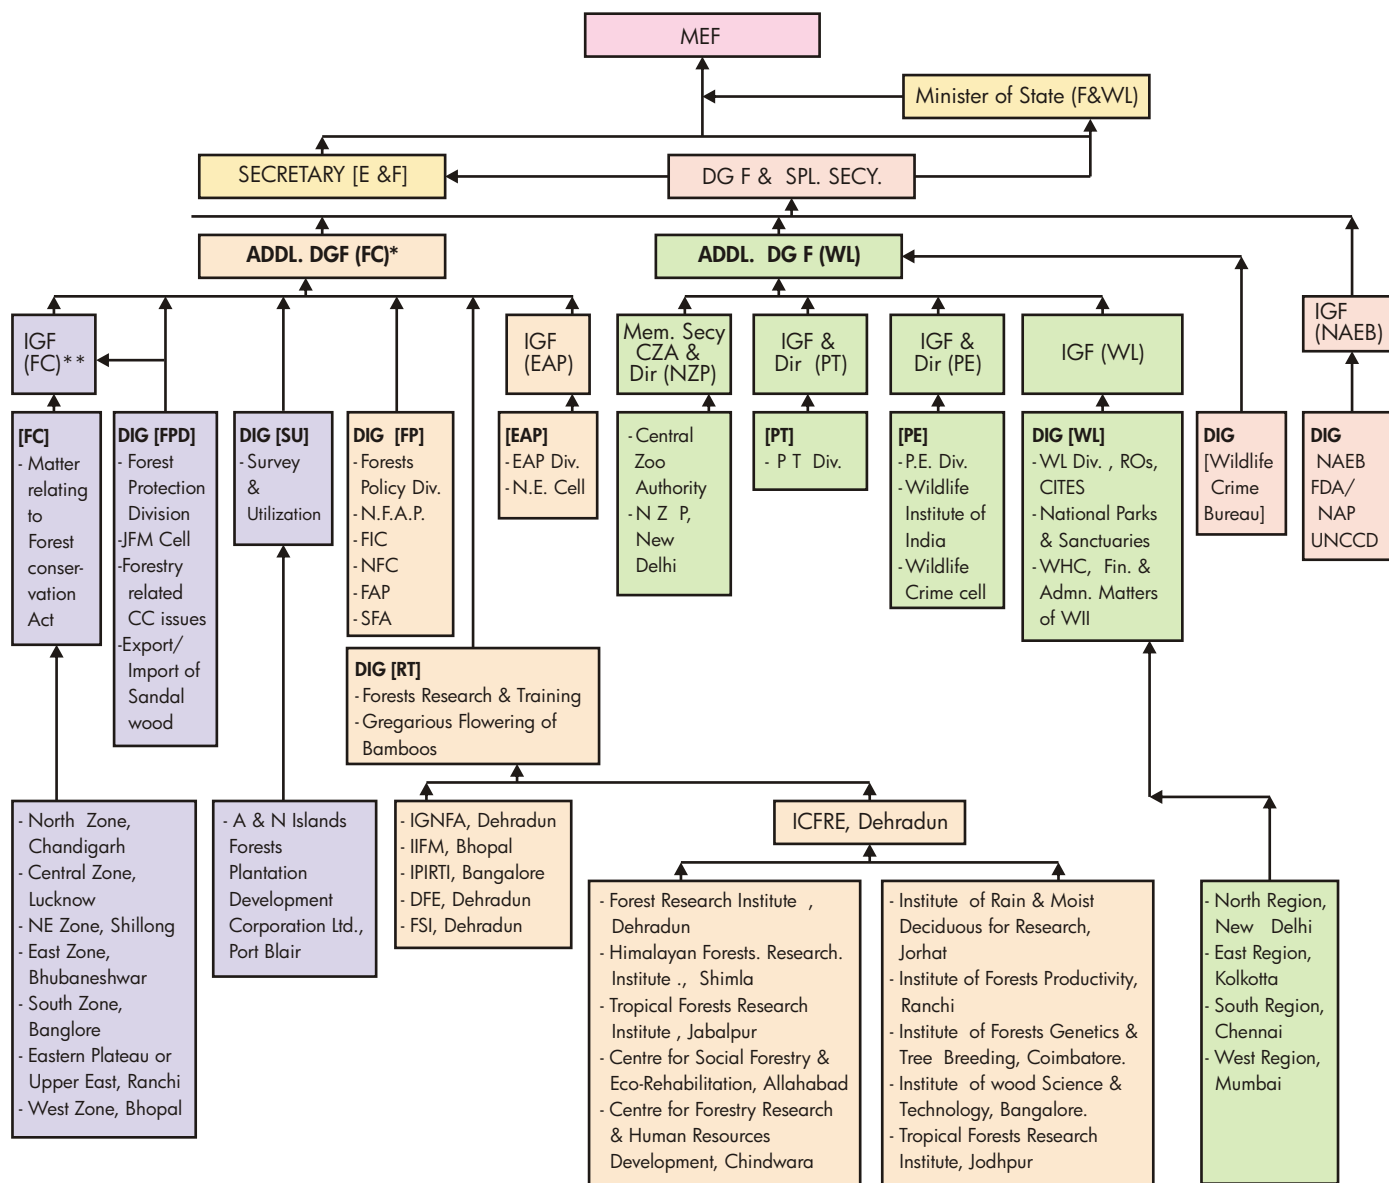 MEF
Minister of State (F&WL)
SECRETARY [E &F]
DG F & SPL. SECY.
ADDL. DGF (FC)*
ADDL. DG F (WL)
IGF
(FC)**
IGF
(EAP)
Mem. Secy
CZA &
Dir (NZP)
IGF &
Dir (PT)
IGF &
Dir (PE)
IGF (WL)
IGF
(NAEB)
[FC]
- Matter
relating
to
Forest
conser-
vation
Act
DIG [FPD]
- Forest
Protection
Division
-JFM Cell
-Forestry
related
CC issues
-Export/
Import of
Sandal
wood
DIG [SU]
- Survey
&
Utilization
DIG [FP]
- Forests
Policy Div.
- N.F.A.P.
- FIC
- NFC
- FAP
- SFA
[EAP]
- EAP Div.
- N.E. Cell
- Central
Zoo
Authority
- N Z P,
New
Delhi
[PT]
- P T Div.
[PE]
- P.E. Div.
- Wildlife
Institute of
India
- Wildlife
Crime cell
DIG [WL]
- WL Div. , ROs,
CITES
- National Parks
& Sanctuaries
- WHC, Fin. &
Admn. Matters
of WII
DIG
[Wildlife
Crime
Bureau]
DIG
NAEB
FDA/
NAP
UNCCD
DIG [RT]
- Forests Research & Training
- Gregarious Flowering of
Bamboos
- North Zone,
Chandigarh
- Central Zone,
Lucknow
- NE Zone, Shillong
- East Zone,
Bhubaneshwar
- South Zone,
Banglore
- Eastern Plateau or
Upper East, Ranchi
- West Zone, Bhopal
- A & N Islands
Forests
Plantation
Development
Corporation Ltd.,
Port Blair
- IGNFA, Dehradun
- IIFM, Bhopal
- IPIRTI, Bangalore
- DFE, Dehradun
- FSI, Dehradun
ICFRE, Dehradun
- Forest Research Institute ,
Dehradun
- Himalayan Forests. Research.
Institute ., Shimla
- Tropical Forests Research
Institute , Jabalpur
- Centre for Social Forestry &
Eco-Rehabilitation, Allahabad
- Centre for Forestry Research
& Human Resources
Development, Chindwara
- Institute of Rain & Moist
Deciduous for Research,
Jorhat
- Institute of Forests Productivity,
Ranchi
- Institute of Forests Genetics &
Tree Breeding, Coimbatore.
- Institute of wood Science &
Technology, Bangalore.
- Tropical Forests Research
Institute, Jodhpur
- North Region,
New Delhi
- East Region,
Kolkotta
- South Region,
Chennai
- West Region,
Mumbai